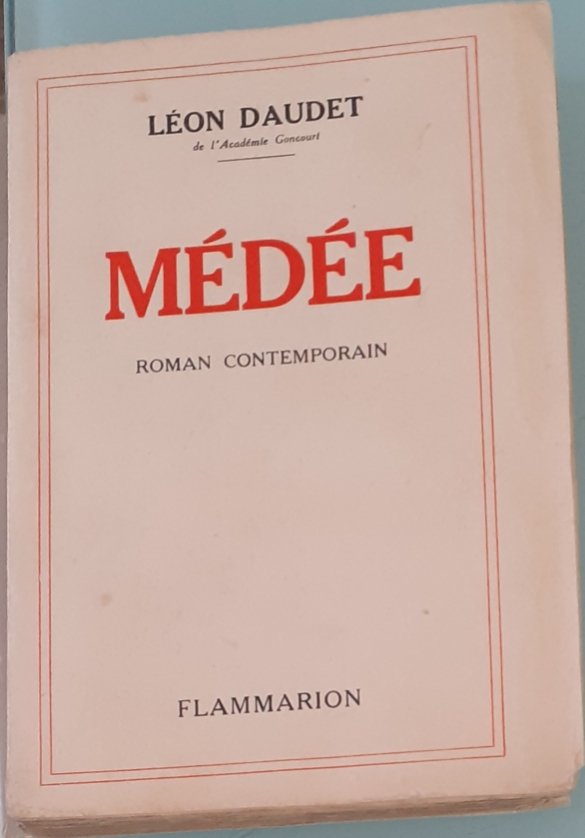 LÉON DAUDET
de l'Académie Goncourt
MÉDÉE
ROMAN CONTEMPORAIN
FLAMMARION